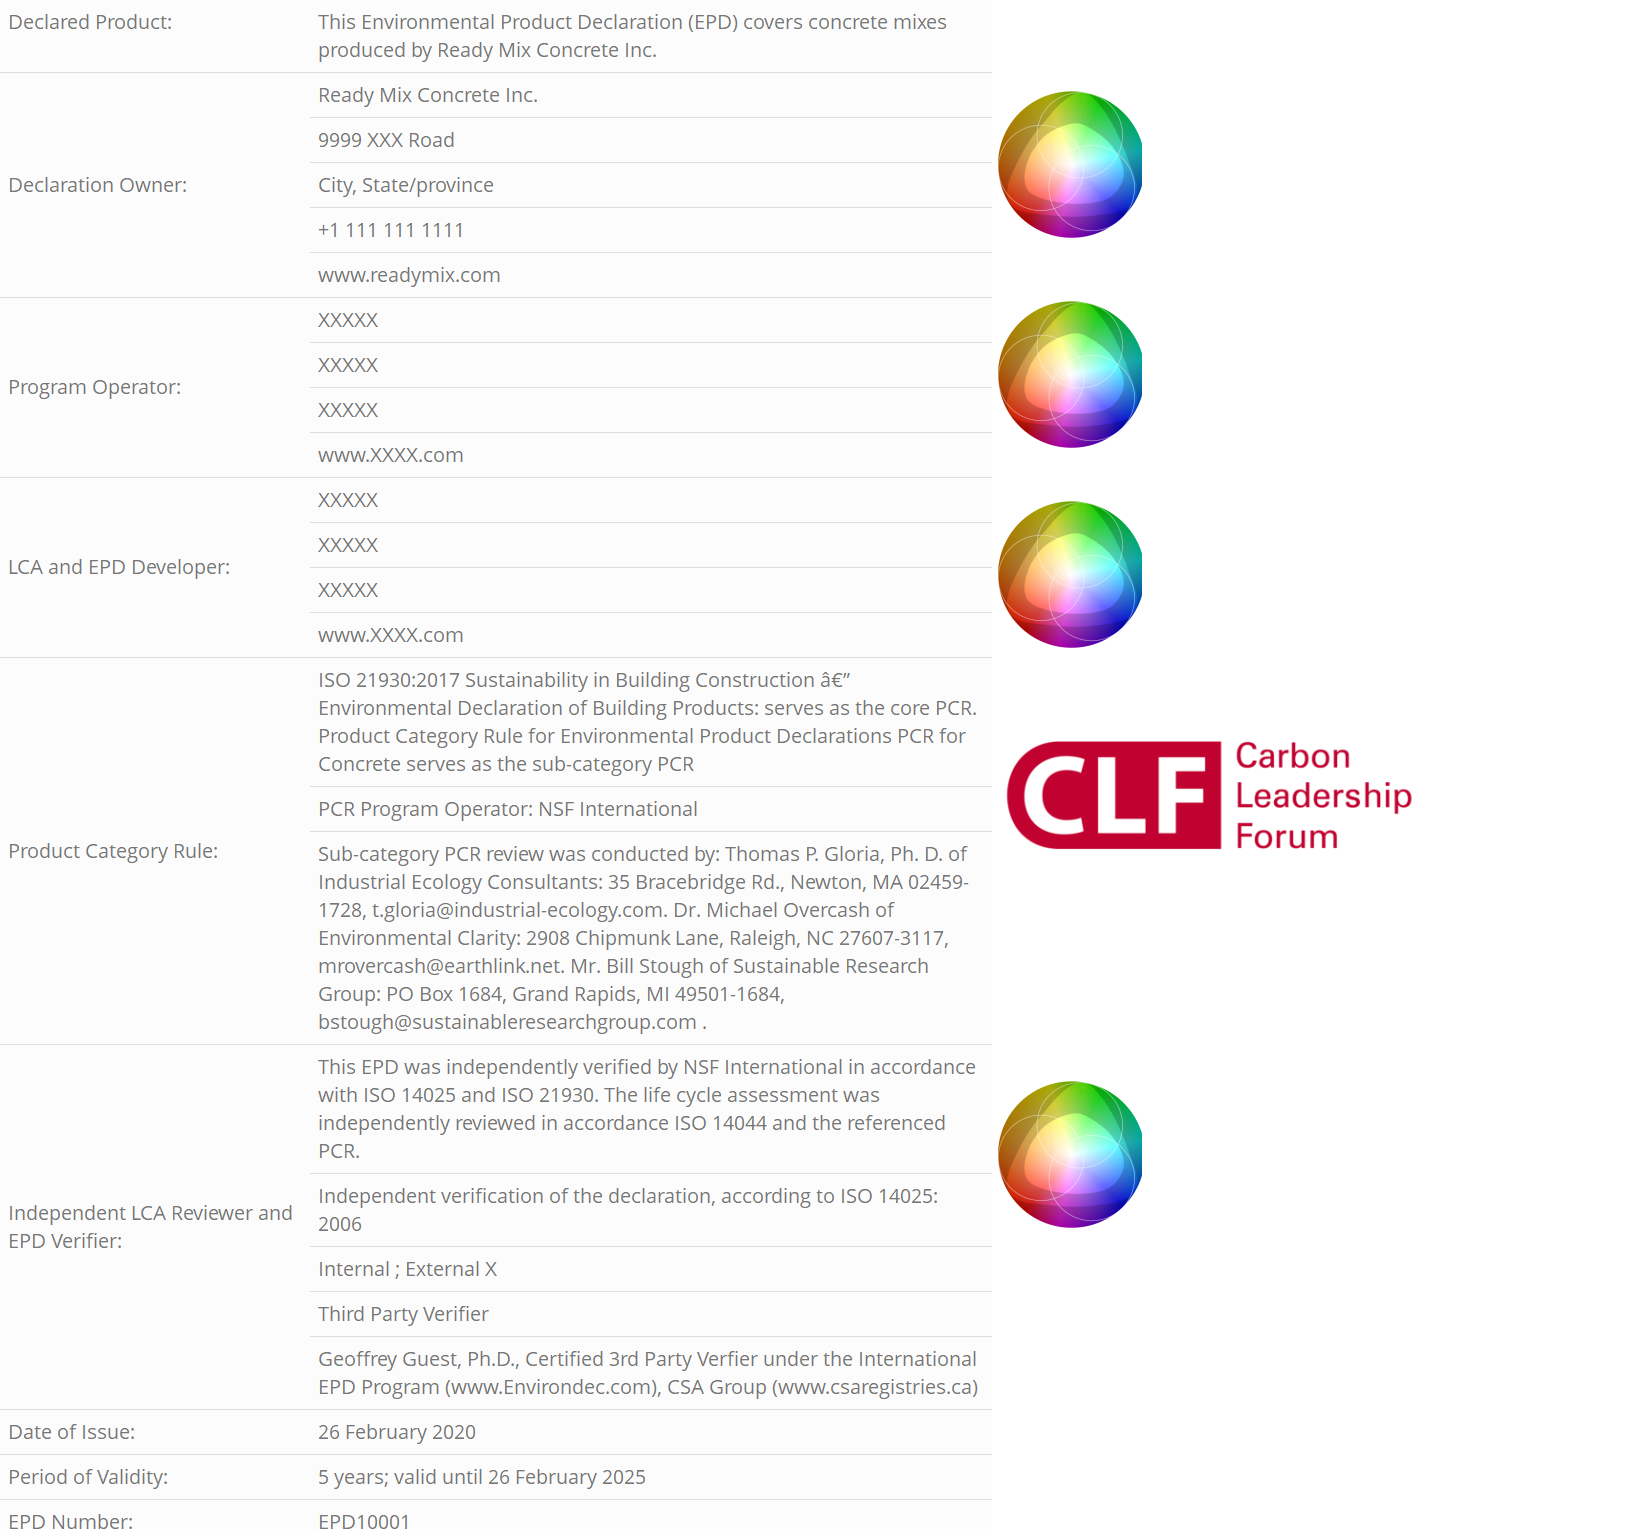 Declared Product:
This Environmental Product Declaration (EPD) covers concrete mixes
produced by Ready Mix Concrete Inc.
Declaration Owner:
Ready Mix Concrete Inc.
9999 XXX Road
City, State/province
+1 111 111 1111
www.readymix.com
Program Operator:
XXXXX
XXXXX
XXXXX
www.XXXX.com
LCA and EPD Developer:
XXXXX
XXXXX
XXXXX
www.XXXX.com
Product Category Rule:
ISO 21930:2017 Sustainability in Building Construction â€”
Environmental Declaration of Building Products: serves as the core PCR.
Product Category Rule for Environmental Product Declarations PCR for
Concrete serves as the sub-category PCR
PCR Program Operator: NSF International
Sub-category PCR review was conducted by: Thomas P. Gloria, Ph. D. of
Industrial Ecology Consultants: 35 Bracebridge Rd., Newton, MA 02459-
1728, t.gloria@industrial-ecology.com. Dr. Michael Overcash of
Environmental Clarity: 2908 Chipmunk Lane, Raleigh, NC 27607-3117,
mrovercash@earthlink.net. Mr. Bill Stough of Sustainable Research
Group: PO Box 1684, Grand Rapids, MI 49501-1684,
bstough@sustainableresearchgroup.com .
CLF
Carbon
Leadership
Forum
Independent LCA Reviewer and
EPD Verifier:
This EPD was independently verified by NSF International in accordance
with ISO 14025 and ISO 21930. The life cycle assessment was
independently reviewed in accordance ISO 14044 and the referenced
PCR.
Independent verification of the declaration, according to ISO 14025:
2006
Internal ; External X
Third Party Verifier
Geoffrey Guest, Ph.D., Certified 3rd Party Verfier under the International
EPD Program (www.Environdec.com), CSA Group (www.csaregistries.ca)
Date of Issue:
26 February 2020
Period of Validity:
5 years; valid until 26 February 2025
EPD Number:
EPD10001